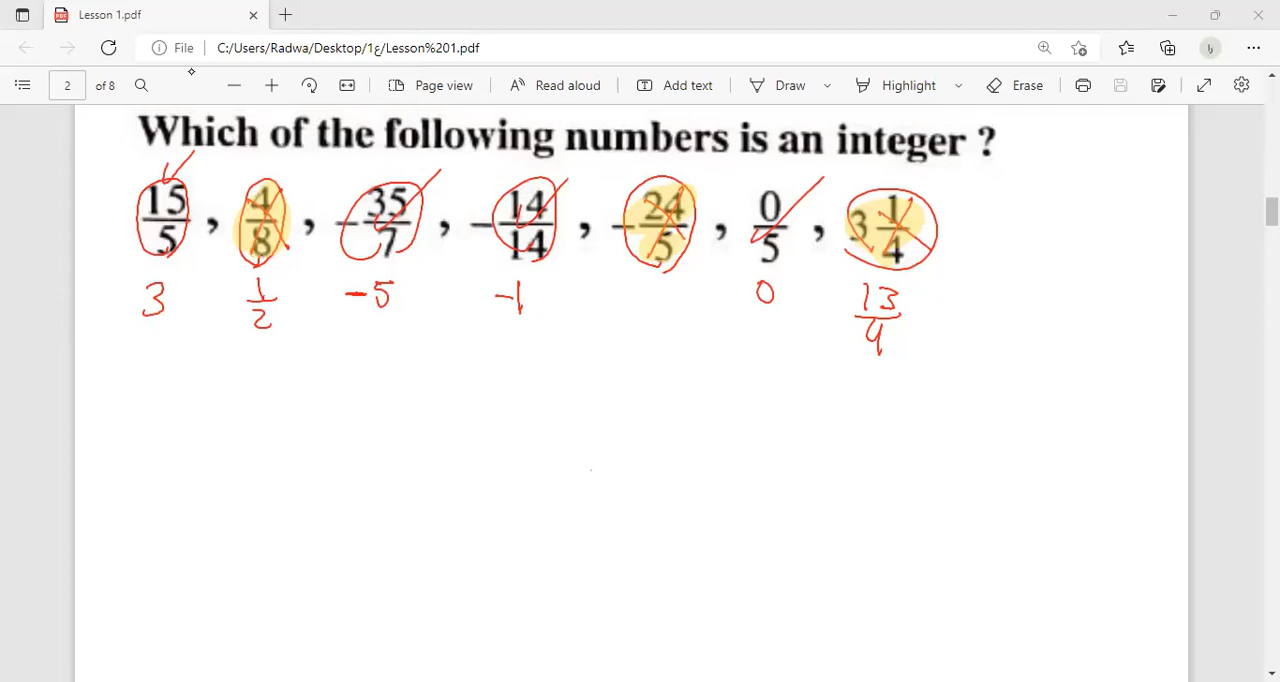 Lesson 1.pdf
File C:/Users/Radwa/Desktop/1ع/Lesson%201.pdf
2 of 8 Page view Read aloud Add text Draw Highlight Erase
Which of the following numbers is an integer ?
15/5 , 4/8 , -35/7 , -14/14 , -24/5 , 0/5 , 3 1/4
3 1/2 -5 -1 0 13/4